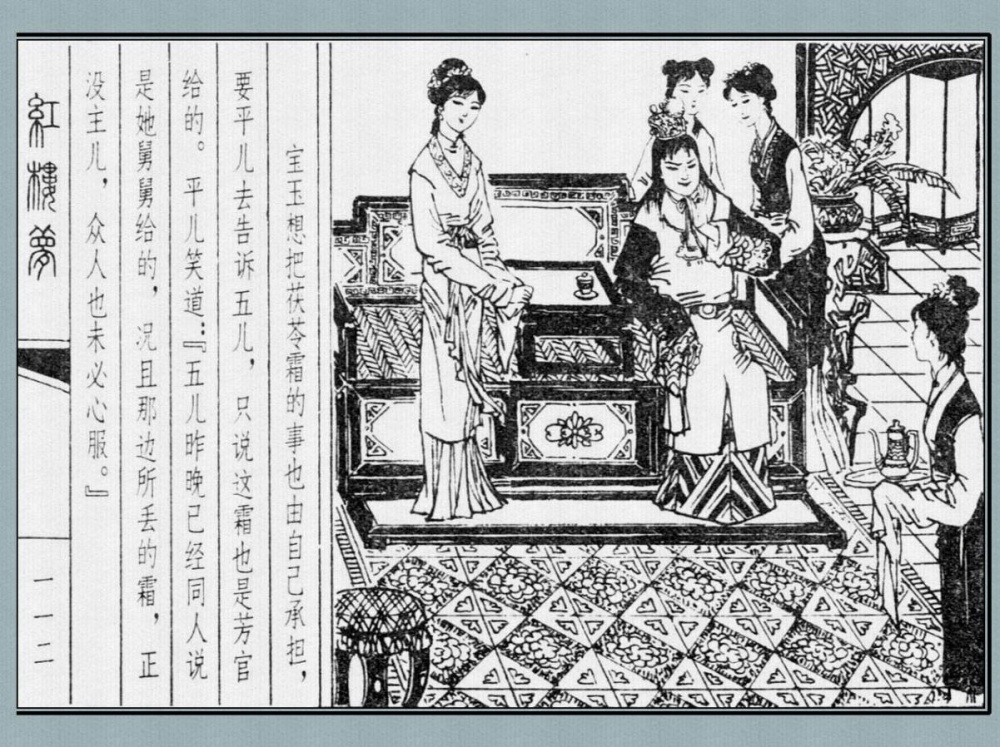 宝玉想把茯苓霜的事也由自己承担，
要平儿去告诉五儿，只说这霜也是芳官
给的。平儿笑道：『五儿昨晚已经同人说
是她舅舅给的，况且那边所丢的霜，正
没主儿，众人也未必心服。』
紅樓夢
一一二